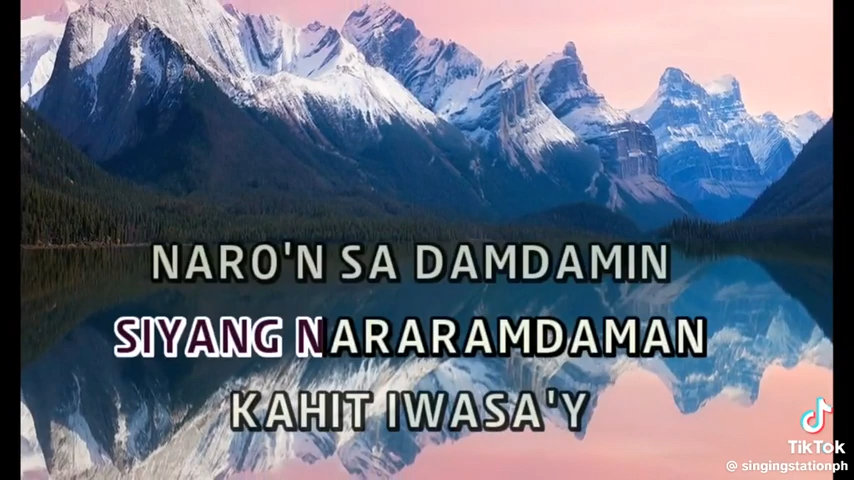 NARO'N SA DAMDAMIN
SIYANG NARARAMDAMAN
KAHIT IWASA'Y
TikTok
@ singingstationph